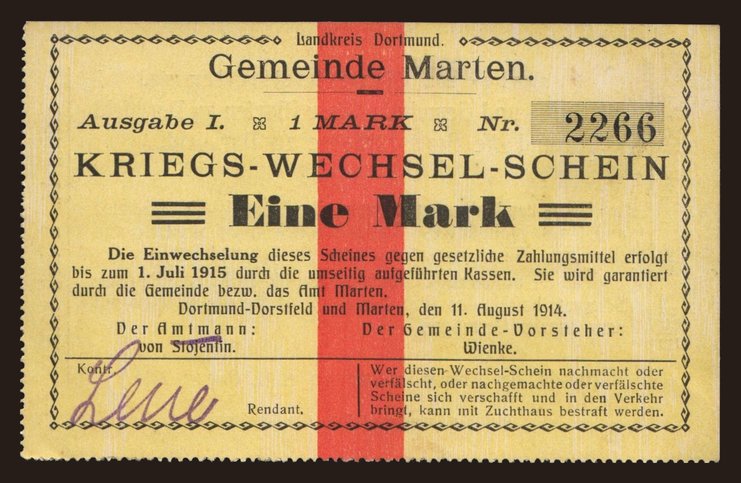 Landkreis Dortmund.
Gemeinde Marten.
Ausgabe I. 1 MARK Nr. 2266
KRIEGS-WECHSEL-SCHEIN
Eine Mark
Die Einwechselung dieses Scheines gegen gesetzliche Zahlungsmittel erfolgt
bis zum 1. Juli 1915 durch die umseitig aufgeführten Kassen. Sie wird garantiert
durch die Gemeinde bezw. das Amt Marten.
Dortmund-Dorstfeld und Marten, den 11. August 1914.
Der Amtmann: Der Gemeinde-Vorsteher:
von Stojentin. Wienke.
Kontr.
Rendant.
Wer diesen Wechsel-Schein nachmacht oder
verfälscht, oder nachgemachte oder verfälschte
Scheine sich verschafft und in den Verkehr
bringt, kann mit Zuchthaus bestraft werden.